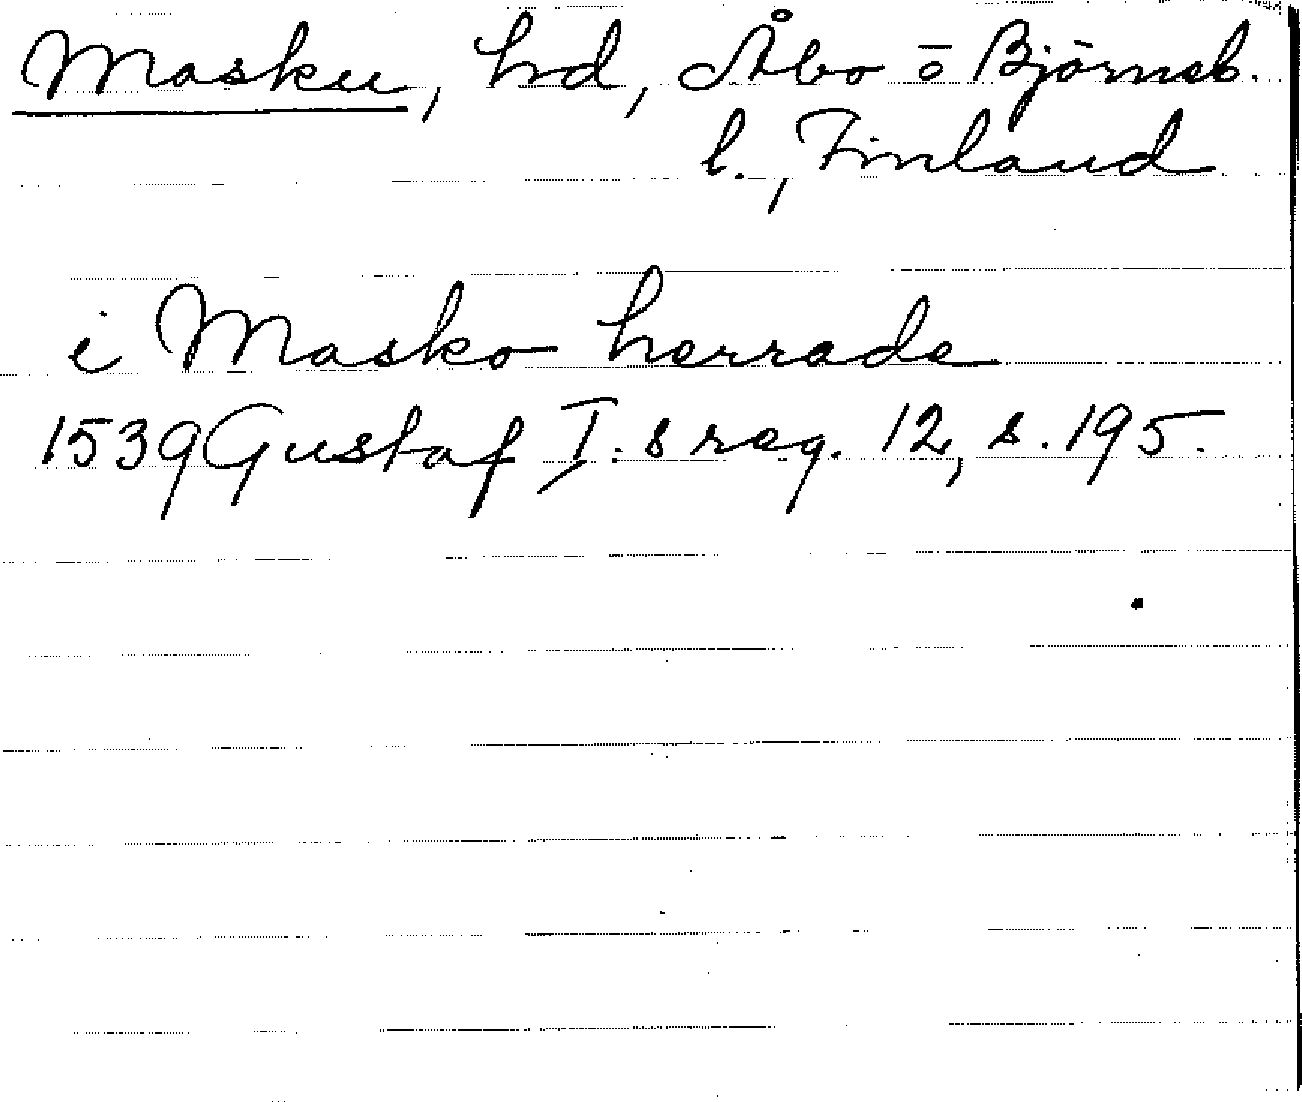 Masku, hd, Åbo o Björneb.
l., Finland
i Masko herrade
1539 Gustaf I:s reg. 12, s. 195.